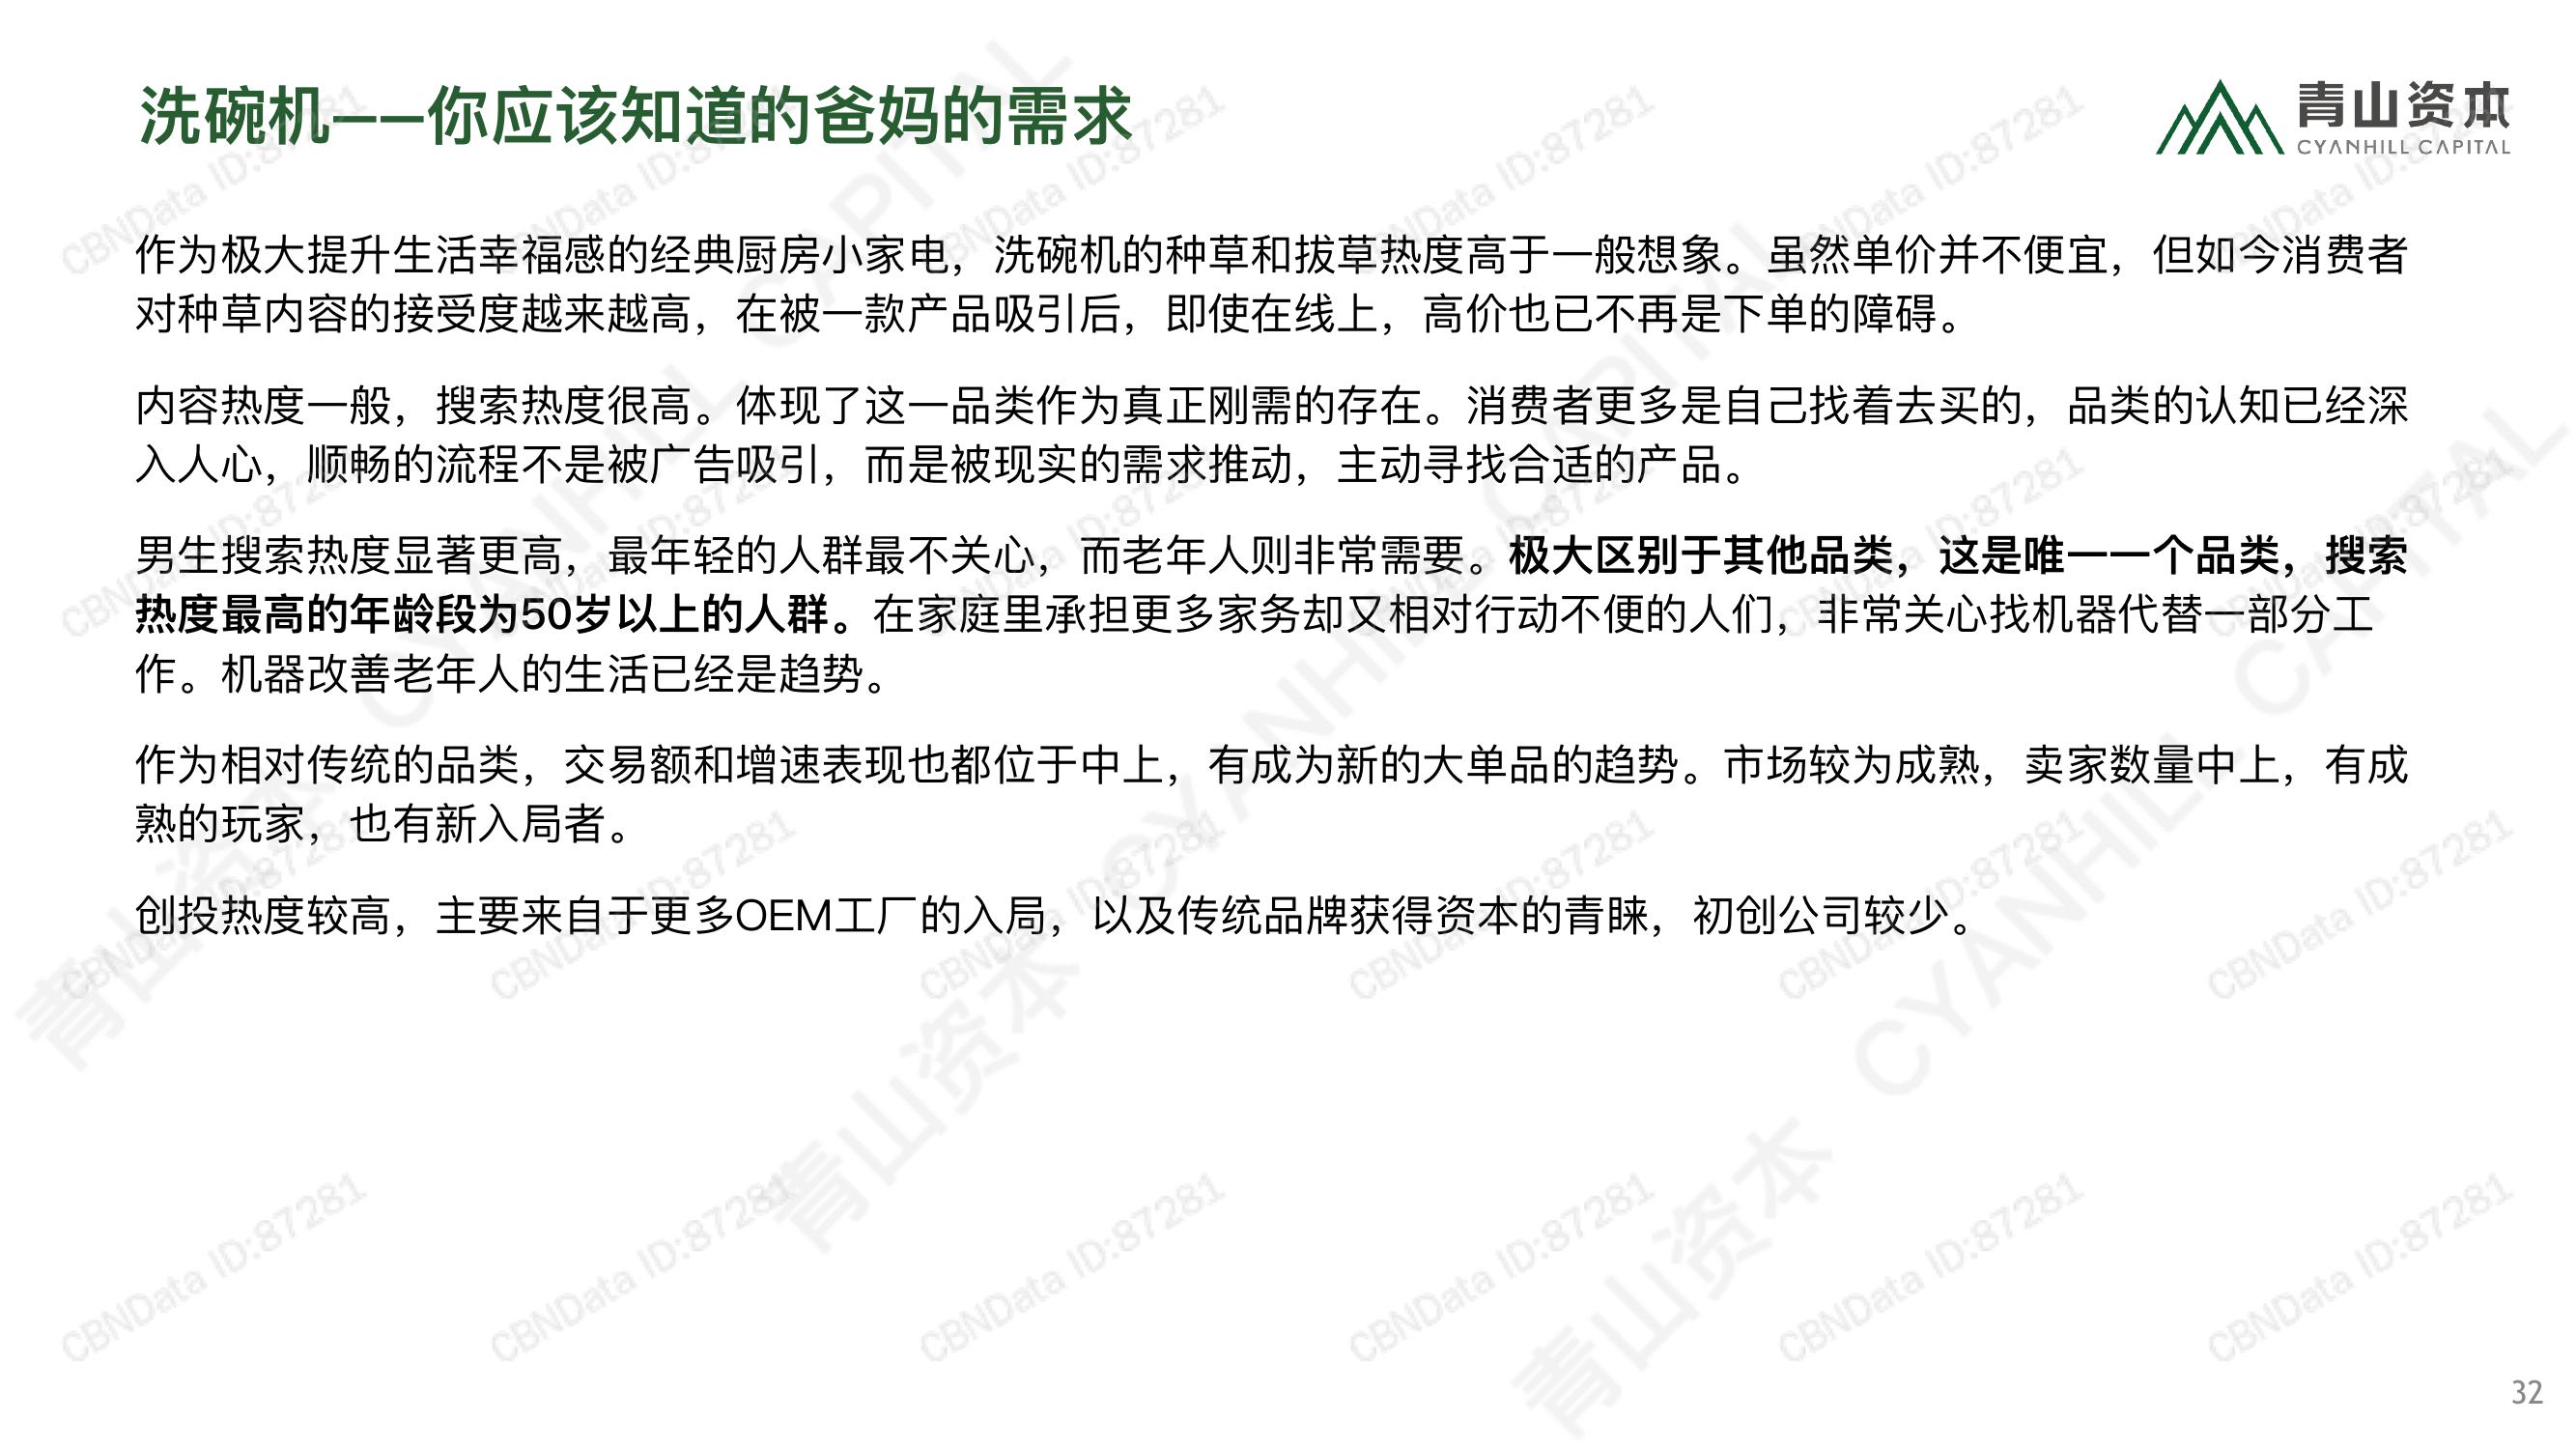 洗碗机——你应该知道的爸妈的需求
青山资本
CYANHILL CAPITAL
作为极大提升生活幸福感的经典厨房小家电，洗碗机的种草和拔草热度高于一般想象。虽然单价并不便宜，但如今消费者
对种草内容的接受度越来越高，在被一款产品吸引后，即使在线上，高价也已不再是下单的障碍。
内容热度一般，搜索热度很高。体现了这一品类作为真正刚需的存在。消费者更多是自己找着去买的，品类的认知已经深
入人心，顺畅的流程不是被广告吸引，而是被现实的需求推动，主动寻找合适的产品。
男生搜索热度显著更高，最年轻的人群最不关心，而老年人则非常需要。极大区别于其他品类，这是唯一一个品类，搜索
热度最高的年龄段为50岁以上的人群。在家庭里承担更多家务却又相对行动不便的人们，非常关心找机器代替一部分工
作。机器改善老年人的生活已经是趋势。
作为相对传统的品类，交易额和增速表现也都位于中上，有成为新的大单品的趋势。市场较为成熟，卖家数量中上，有成
熟的玩家，也有新入局者。
创投热度较高，主要来自于更多OEM工厂的入局，以及传统品牌获得资本的青睐，初创公司较少。
CBNData ID:87281
青山资本 CYANHILL CAPITAL
32